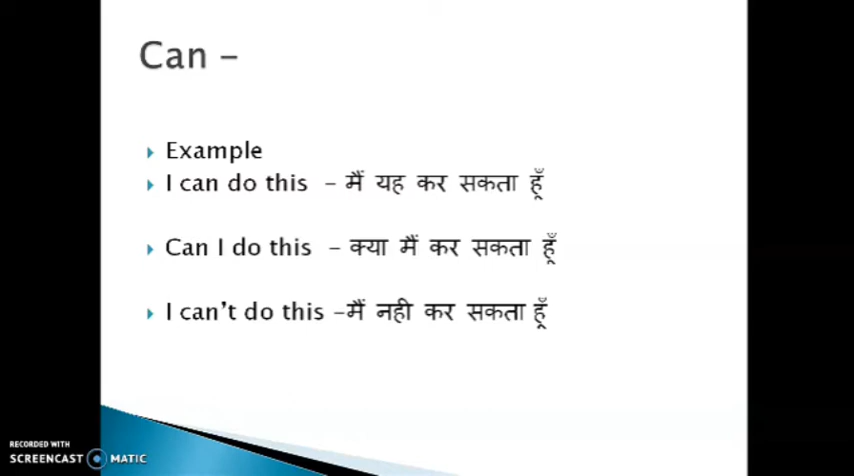 Can –
Example
I can do this – मैं यह कर सकता हूँ
Can I do this – क्या मैं कर सकता हूँ
I can't do this –मैं नही कर सकता हूँ
RECORDED WITH
SCREENCAST MATIC